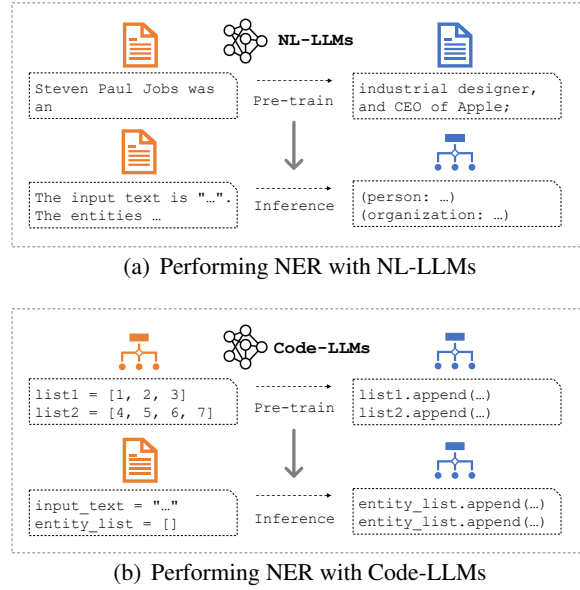 NL-LLMs
Steven Paul Jobs was
an
Pre-train
industrial designer,
and CEO of Apple;
The input text is "…".
The entities …
Inference
(person: …)
(organization: …)
(a) Performing NER with NL-LLMs
Code-LLMs
list1 = [1, 2, 3]
list2 = [4, 5, 6, 7]
Pre-train
list1.append(…)
list2.append(…)
input_text = "…"
entity_list = []
Inference
entity_list.append(…)
entity_list.append(…)
(b) Performing NER with Code-LLMs